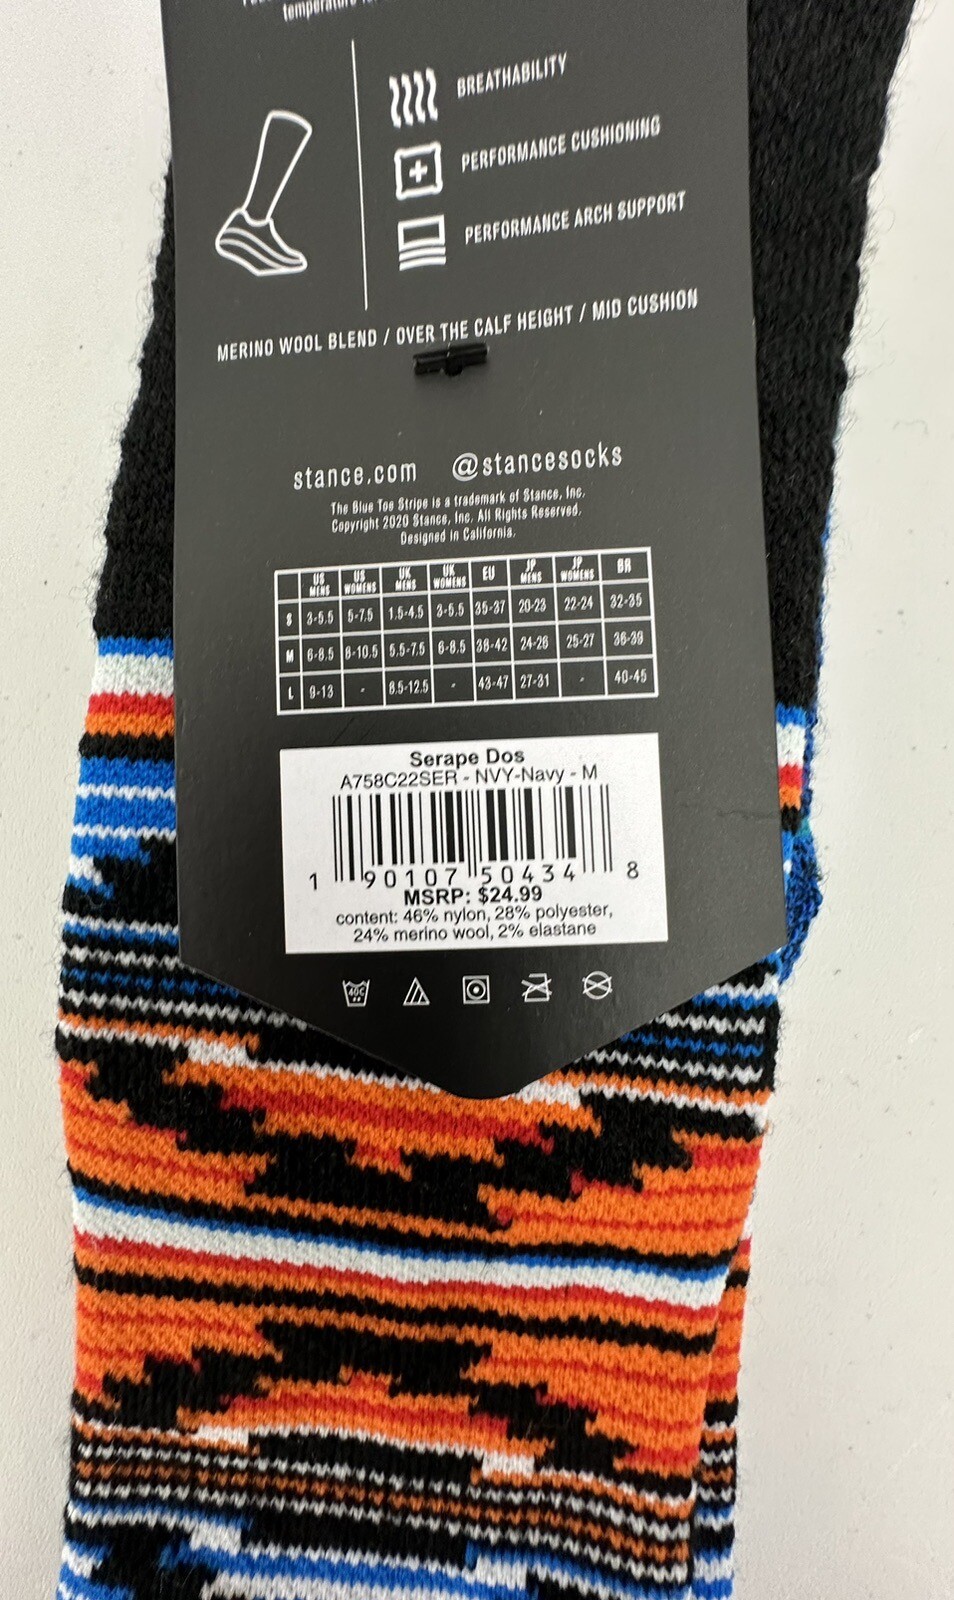 temperature
BREATHABILITY
PERFORMANCE CUSHIONING
PERFORMANCE ARCH SUPPORT
MERINO WOOL BLEND / OVER THE CALF HEIGHT / MID CUSHION
stance.com @stancesocks
The Blue Toe Stripe is a trademark of Stance, Inc.
Copyright 2020 Stance, Inc. All Rights Reserved.
Designed in California.
US MENS US WOMENS UK MENS UK WOMENS EU JP MENS JP WOMENS BR
S 3-5.5 5-7.5 1.5-4.5 3-5.5 35-37 20-23 22-24 32-35
M 6-8.5 8-10.5 5.5-7.5 6-8.5 38-42 24-26 25-27 36-39
L 9-13 - 8.5-12.5 - 43-47 27-31 - 40-45
Serape Dos
A758C22SER - NVY-Navy - M
1 90107 50434 8
MSRP: $24.99
content: 46% nylon, 28% polyester,
24% merino wool, 2% elastane
40C